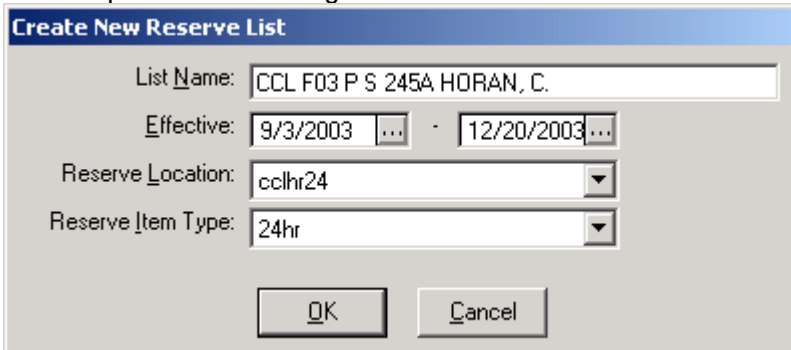 Create New Reserve List
List Name: CCL F03 P S 245A HORAN, C.
Effective: 9/3/2003 ... - 12/20/2003 ...
Reserve Location: cclhr24
Reserve Item Type: 24hr
OK Cancel